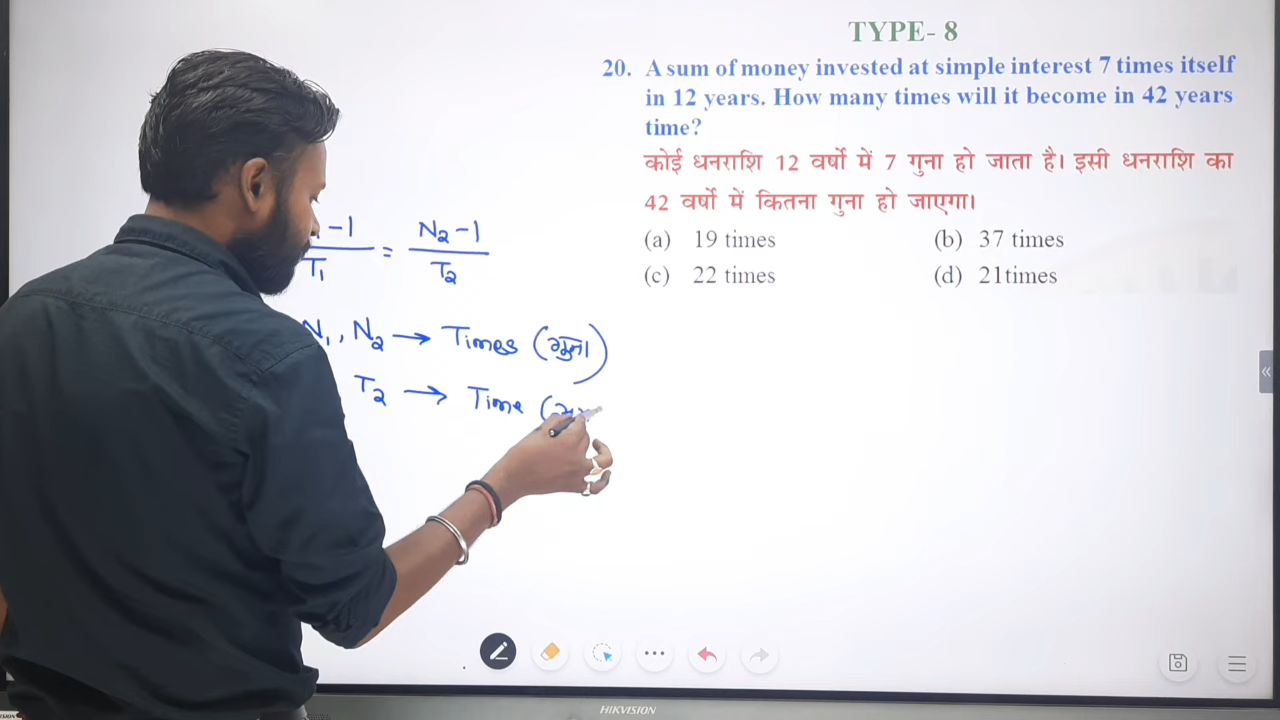 TYPE- 8
20. A sum of money invested at simple interest 7 times itself
in 12 years. How many times will it become in 42 years
time?
कोई धनराशि 12 वर्षो में 7 गुना हो जाता है। इसी धनराशि का
42 वर्षो में कितना गुना हो जाएगा।
(a) 19 times (b) 37 times
(c) 22 times (d) 21times
-1 = N₂-1
T₁ T₂
N₁, N₂ → Times (गुना)
T₂ → Time (
HIKVISION